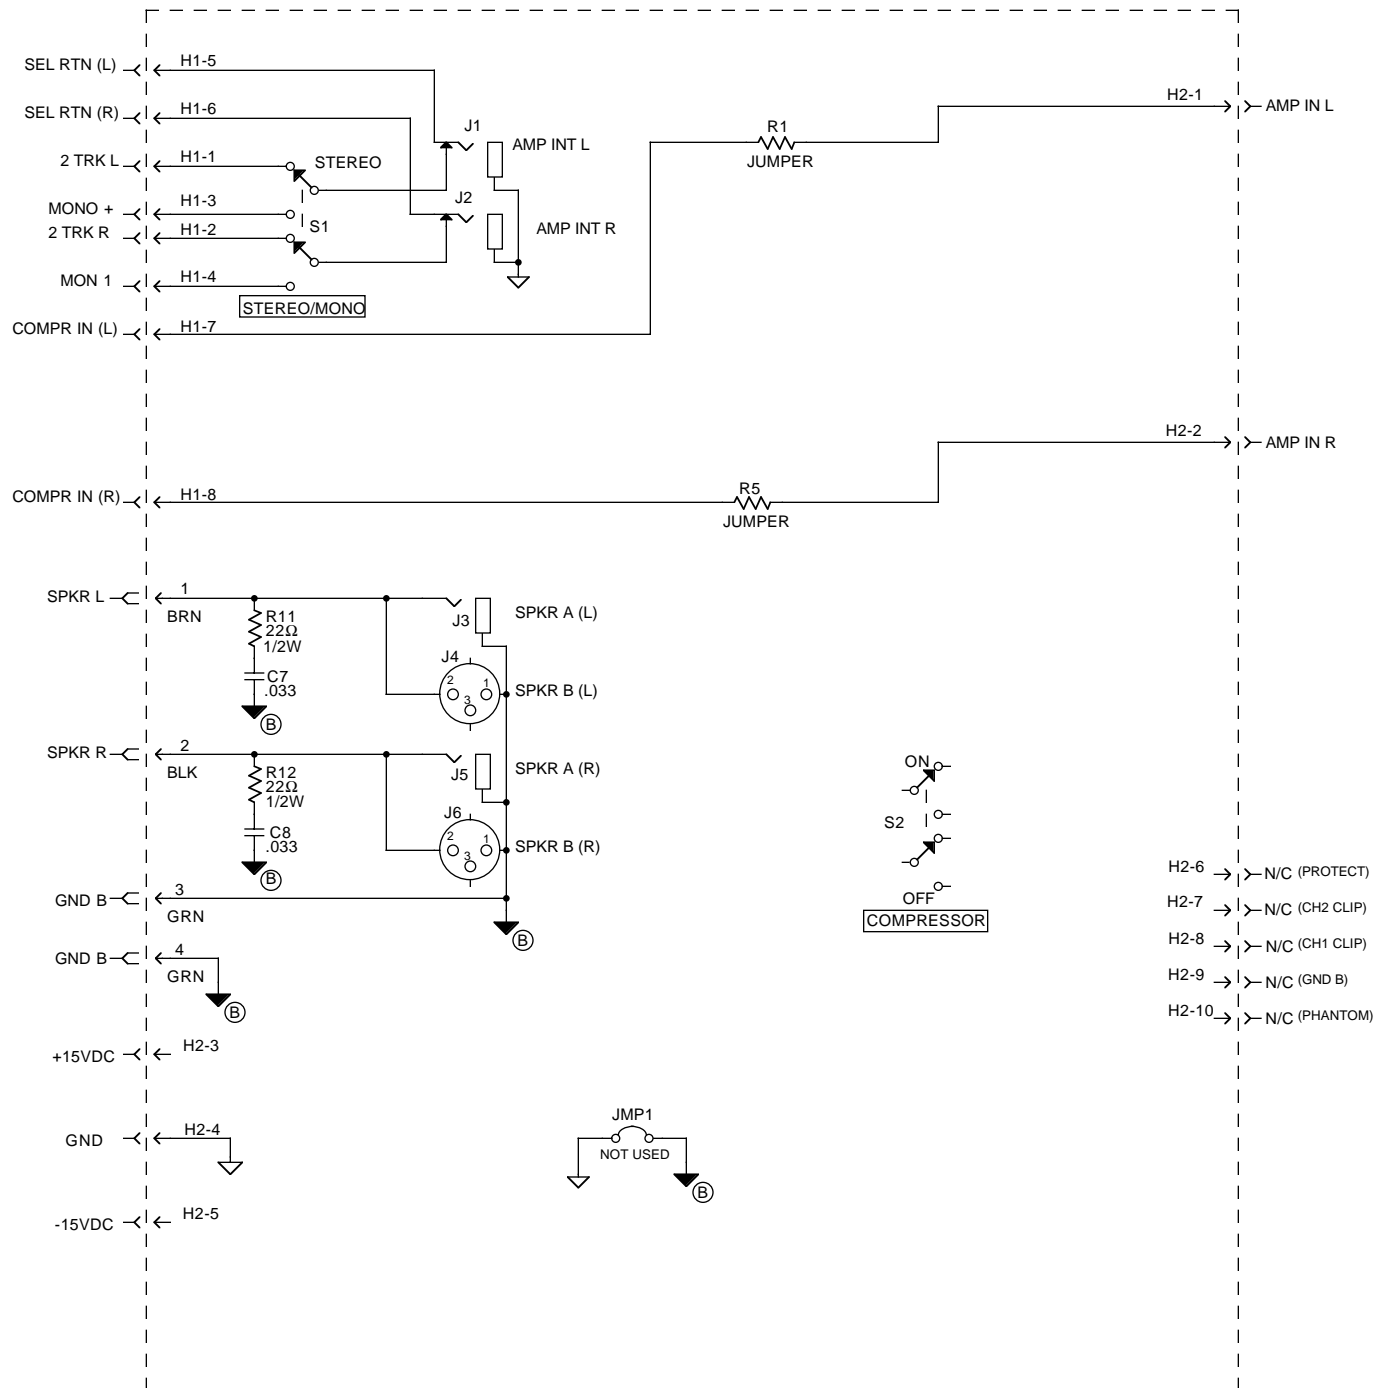 SEL RTN (L)
H1-5
SEL RTN (R)
H1-6
J1
AMP INT L
2 TRK L
H1-1
STEREO
MONO +
H1-3
S1
J2
AMP INT R
2 TRK R
H1-2
MON 1
H1-4
STEREO/MONO
COMPR IN (L)
H1-7
R1
JUMPER
H2-1
AMP IN L
H2-2
AMP IN R
COMPR IN (R)
H1-8
R5
JUMPER
SPKR L
1
BRN
R11
22Ω
1/2W
C7
.033
B
J3
SPKR A (L)
J4
2
1
3
SPKR B (L)
SPKR R
2
BLK
R12
22Ω
1/2W
C8
.033
B
J5
SPKR A (R)
J6
2
1
3
SPKR B (R)
GND B
3
GRN
B
GND B
4
GRN
B
ON
S2
OFF
COMPRESSOR
H2-6
N/C (PROTECT)
H2-7
N/C (CH2 CLIP)
H2-8
N/C (CH1 CLIP)
H2-9
N/C (GND B)
H2-10
N/C (PHANTOM)
+15VDC
H2-3
GND
H2-4
JMP1
NOT USED
B
-15VDC
H2-5